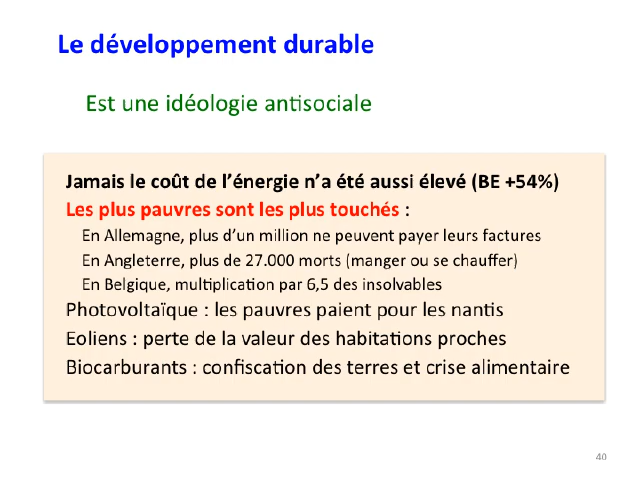 Le développement durable
Est une idéologie antisociale
Jamais le coût de l’énergie n’a été aussi élevé (BE +54%)
Les plus pauvres sont les plus touchés :
En Allemagne, plus d’un million ne peuvent payer leurs factures
En Angleterre, plus de 27.000 morts (manger ou se chauffer)
En Belgique, multiplication par 6,5 des insolvables
Photovoltaïque : les pauvres paient pour les nantis
Eoliens : perte de la valeur des habitations proches
Biocarburants : confiscation des terres et crise alimentaire
40